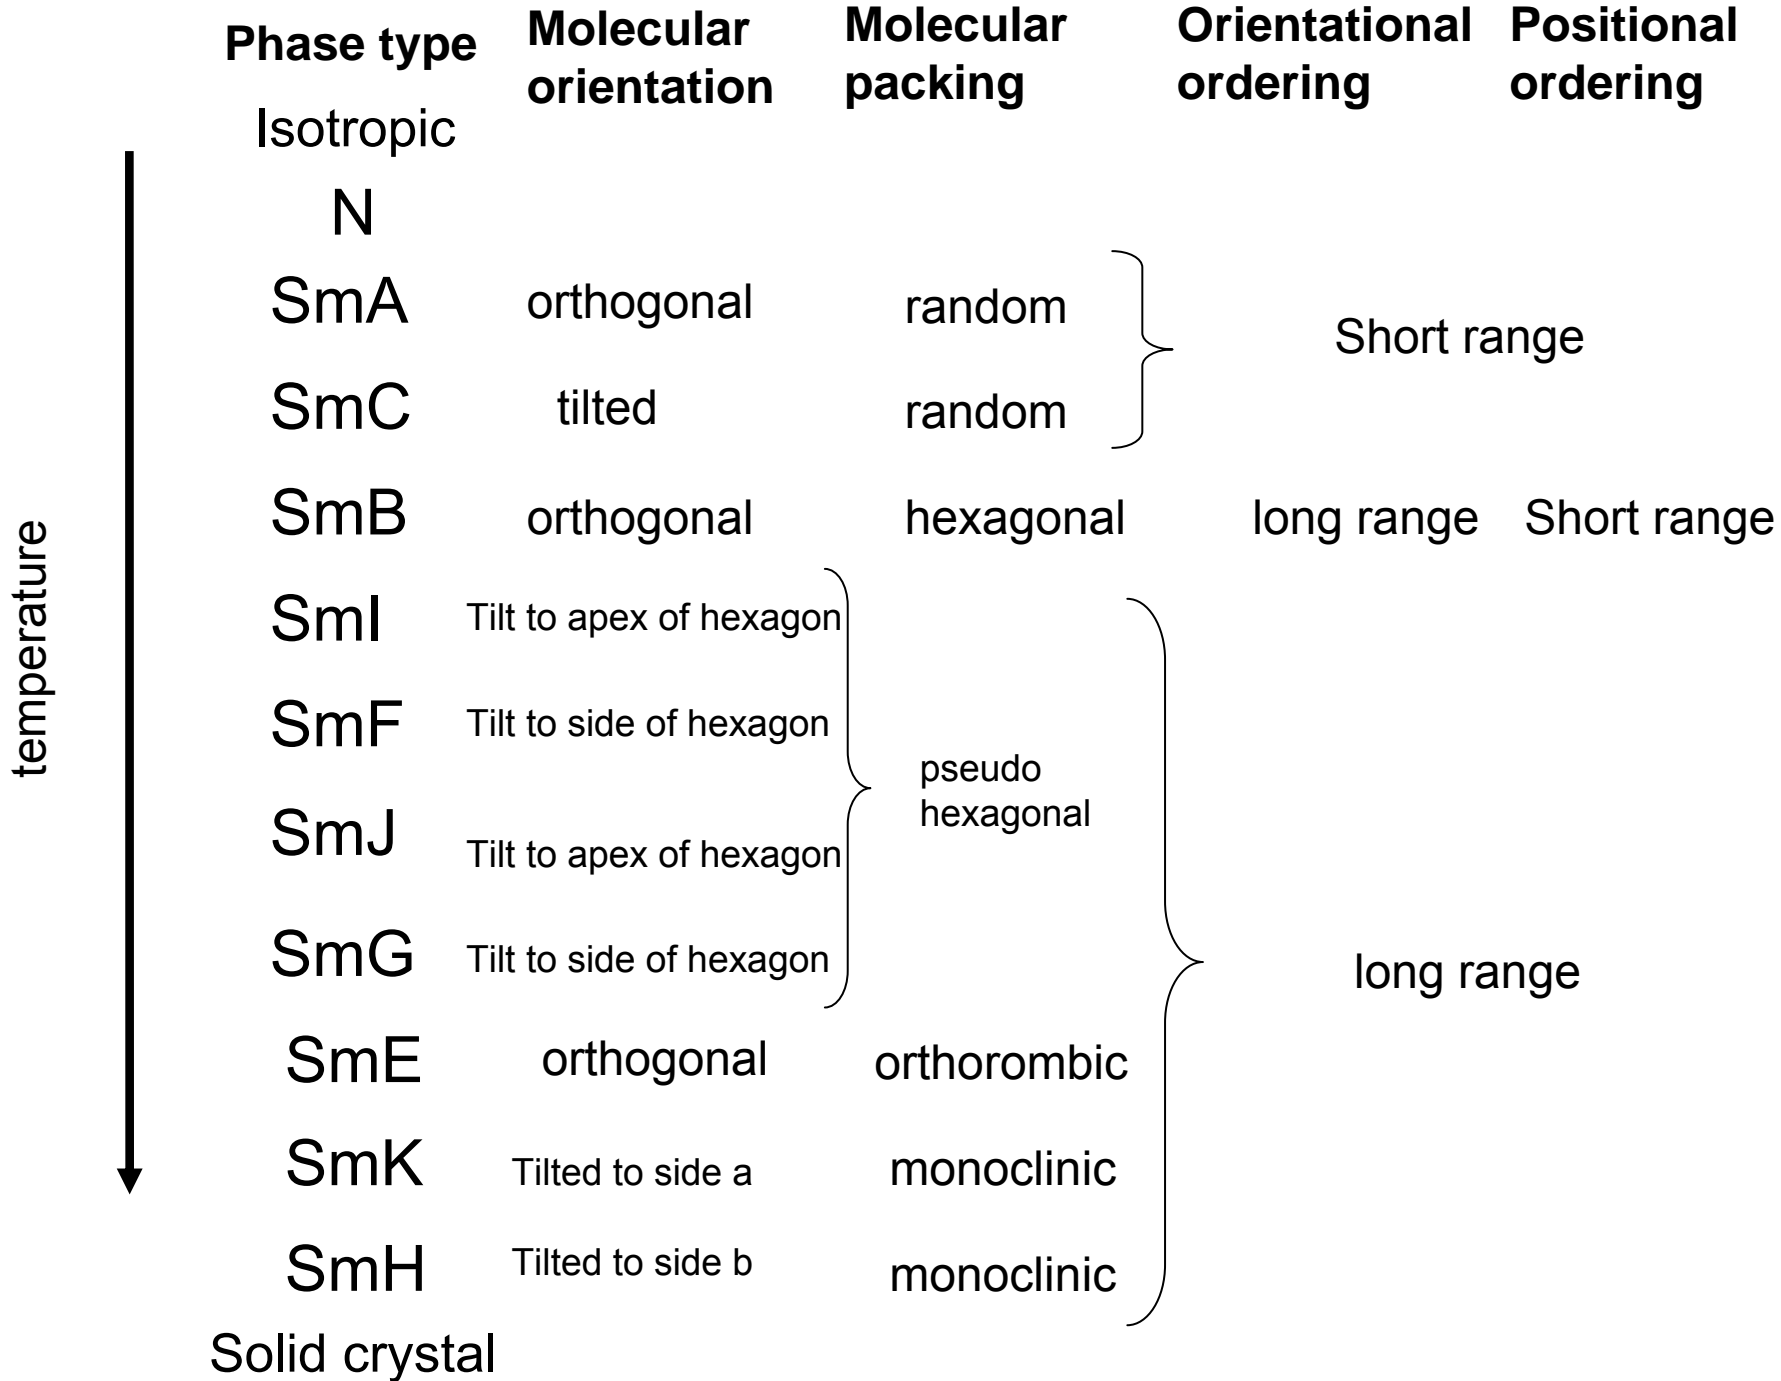 Phase type Molecular orientation Molecular packing Orientational ordering Positional ordering
Isotropic
N
SmA orthogonal random
Short range
SmC tilted random
SmB orthogonal hexagonal long range Short range
SmI Tilt to apex of hexagon
SmF Tilt to side of hexagon
pseudo
hexagonal
SmJ Tilt to apex of hexagon
SmG Tilt to side of hexagon
long range
SmE orthogonal orthorombic
SmK Tilted to side a monoclinic
SmH Tilted to side b monoclinic
Solid crystal
temperature